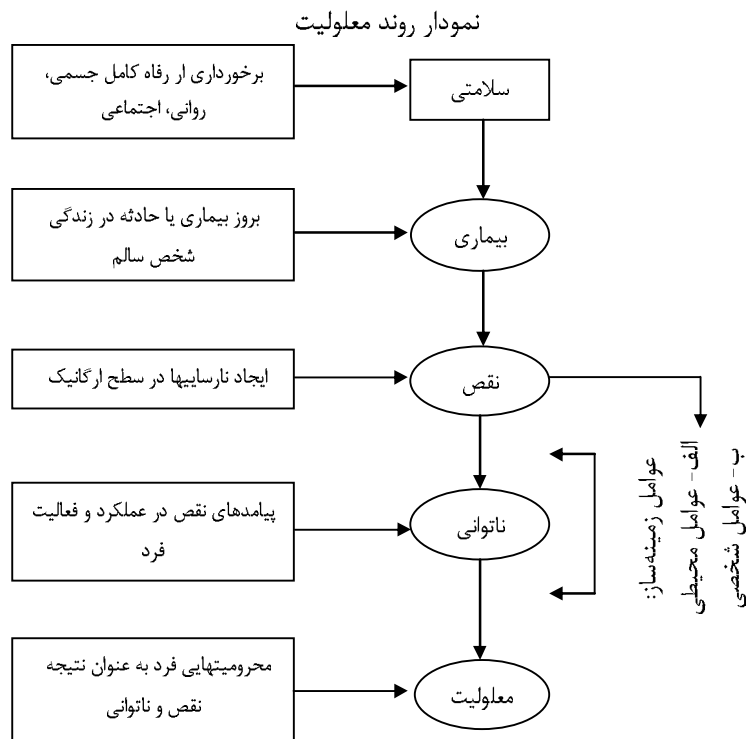 نمودار روند معلولیت
برخورداری ار رفاه کامل جسمی،
روانی، اجتماعی
سلامتی
بروز بیماری یا حادثه در زندگی
شخص سالم
بیماری
ایجاد نارساییها در سطح ارگانیک
نقص
عوامل زمینه‌ساز:
الف - عوامل محیطی
ب - عوامل شخصی
پیامدهای نقص در عملکرد و فعالیت
فرد
ناتوانی
محرومیتهایی فرد به عنوان نتیجه
نقص و ناتوانی
معلولیت